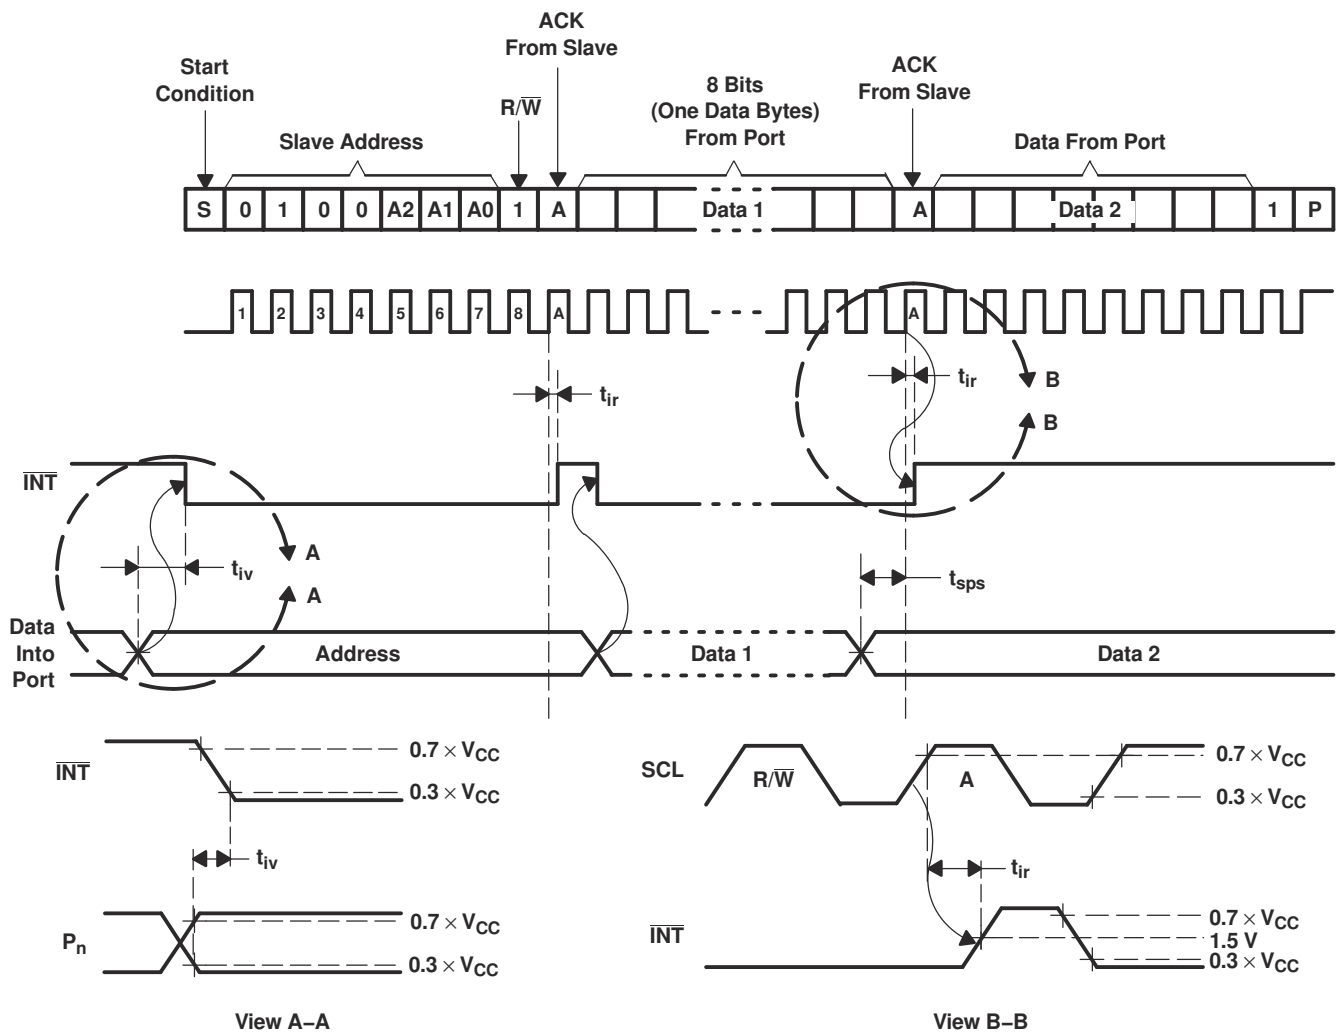 ACK
From Slave
Start
Condition
R/W̅
8 Bits
(One Data Bytes)
From Port
ACK
From Slave
Slave Address
Data From Port
S 0 1 0 0 A2 A1 A0 1 A Data 1 A Data 2 1 P
1 2 3 4 5 6 7 8 A A
tir
tir
B
B
I̅N̅T̅
A
tiv
A
tsps
Data
Into
Port
Address
Data 1
Data 2
I̅N̅T̅
0.7 × VCC
0.3 × VCC
tiv
Pn
0.7 × VCC
0.3 × VCC
View A–A
SCL
R/W̅
A
0.7 × VCC
0.3 × VCC
tir
I̅N̅T̅
0.7 × VCC
1.5 V
0.3 × VCC
View B–B